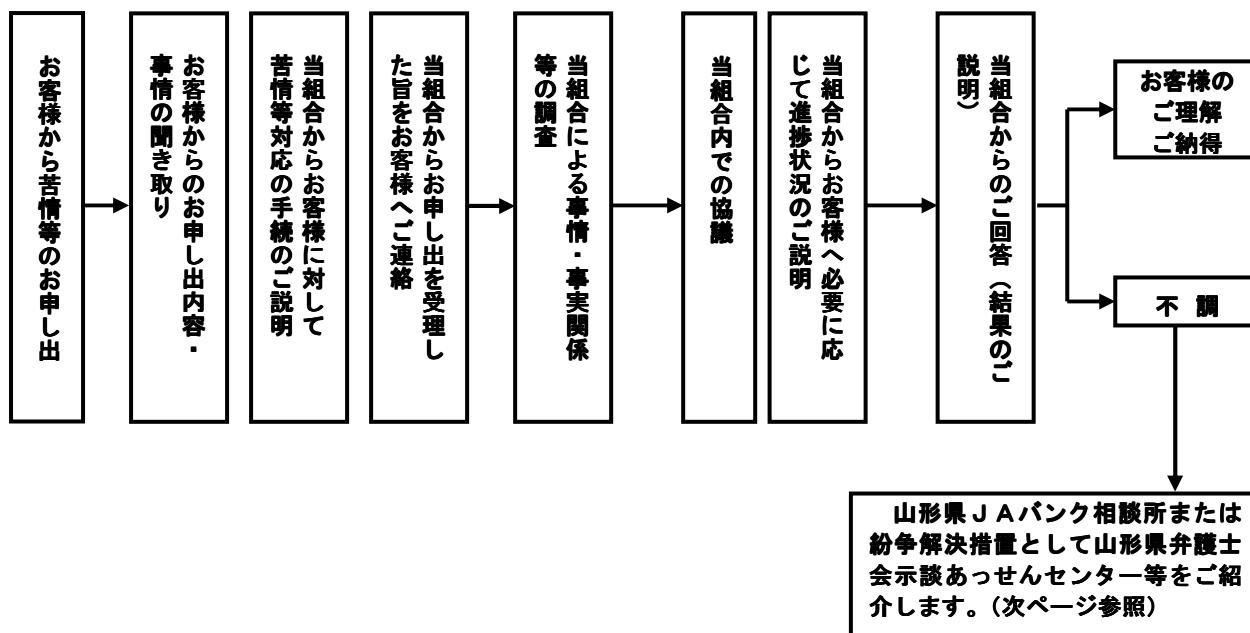 お客様から苦情等のお申し出
お客様からのお申し出内容・
事情の聞き取り
当組合からお客様に対して
苦情等対応の手続のご説明
当組合からお申し出を受理し
た旨をお客様へご連絡
当組合による事情・事実関係
等の調査
当組合内での協議
当組合からお客様へ必要に応
じて進捗状況のご説明
当組合からのご回答（結果のご
説明）
お客様の
ご理解
ご納得
不 調
山形県ＪＡバンク相談所または
紛争解決措置として山形県弁護士
会示談あっせんセンター等をご紹
介します。(次ページ参照)